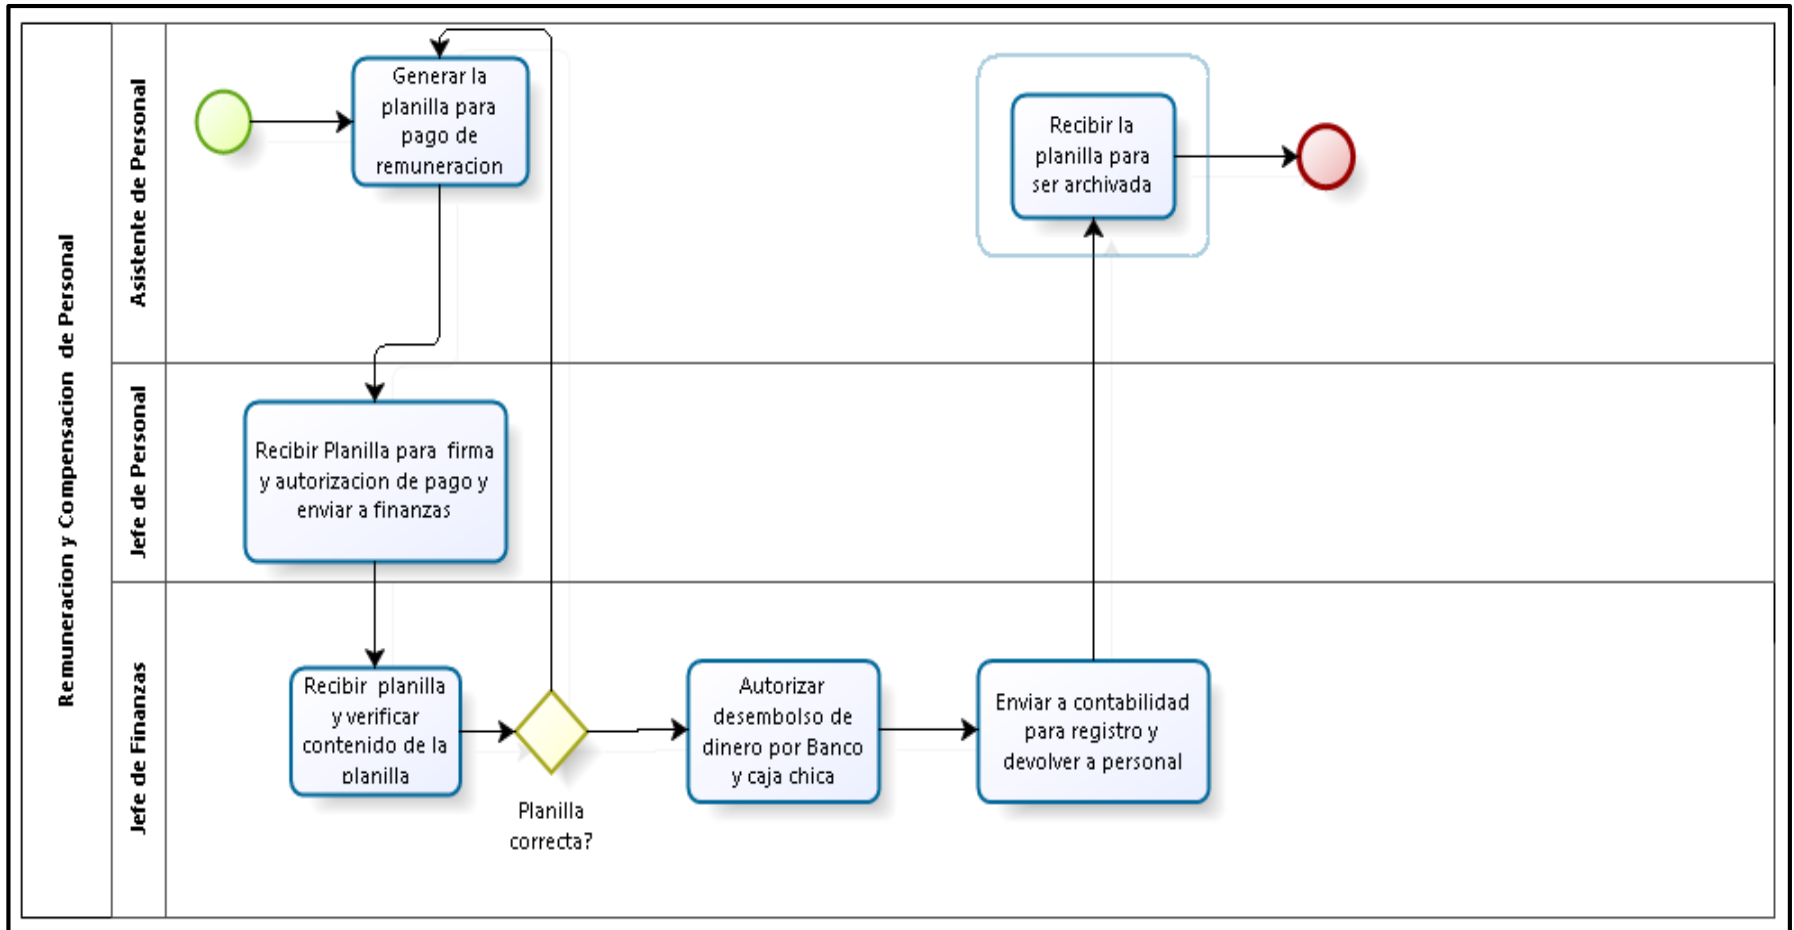 Remuneracion y Compensacion de Personal
Asistente de Personal
Generar la
planilla para
pago de
remuneracion
Recibir la
planilla para
ser archivada
Jefe de Personal
Recibir Planilla para firma
y autorizacion de pago y
enviar a finanzas
Jefe de Finanzas
Recibir planilla
y verificar
contenido de la
planilla
Planilla
correcta?
Autorizar
desembolso de
dinero por Banco
y caja chica
Enviar a contabilidad
para registro y
devolver a personal